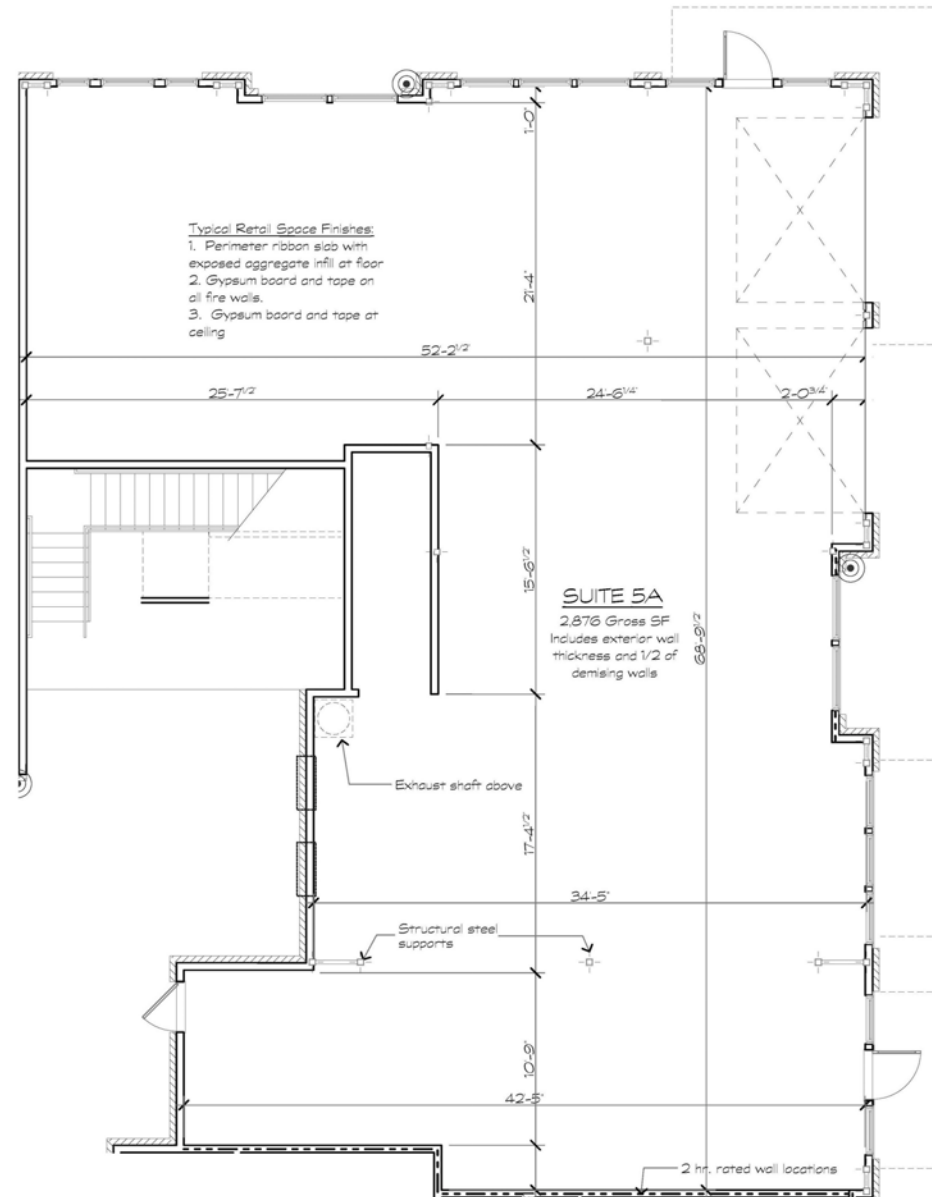 1'-0"
Typical Retail Space Finishes:
1. Perimeter ribbon slab with
exposed aggregate infill at floor
2. Gypsum board and tape on
all fire walls.
3. Gypsum board and tape at
ceiling
21'-4"
52'-2 1/2"
25'-7 1/2"
24'-6 1/4"
2'-0 3/4"
15'-6 1/2"
SUITE 5A
2,876 Gross SF
Includes exterior wall
thickness and 1/2 of
demising walls
68'-9 1/2"
Exhaust shaft above
17'-4 1/2"
34'-5"
Structural steel
supports
10'-9"
42'-5"
2 hr. rated wall locations